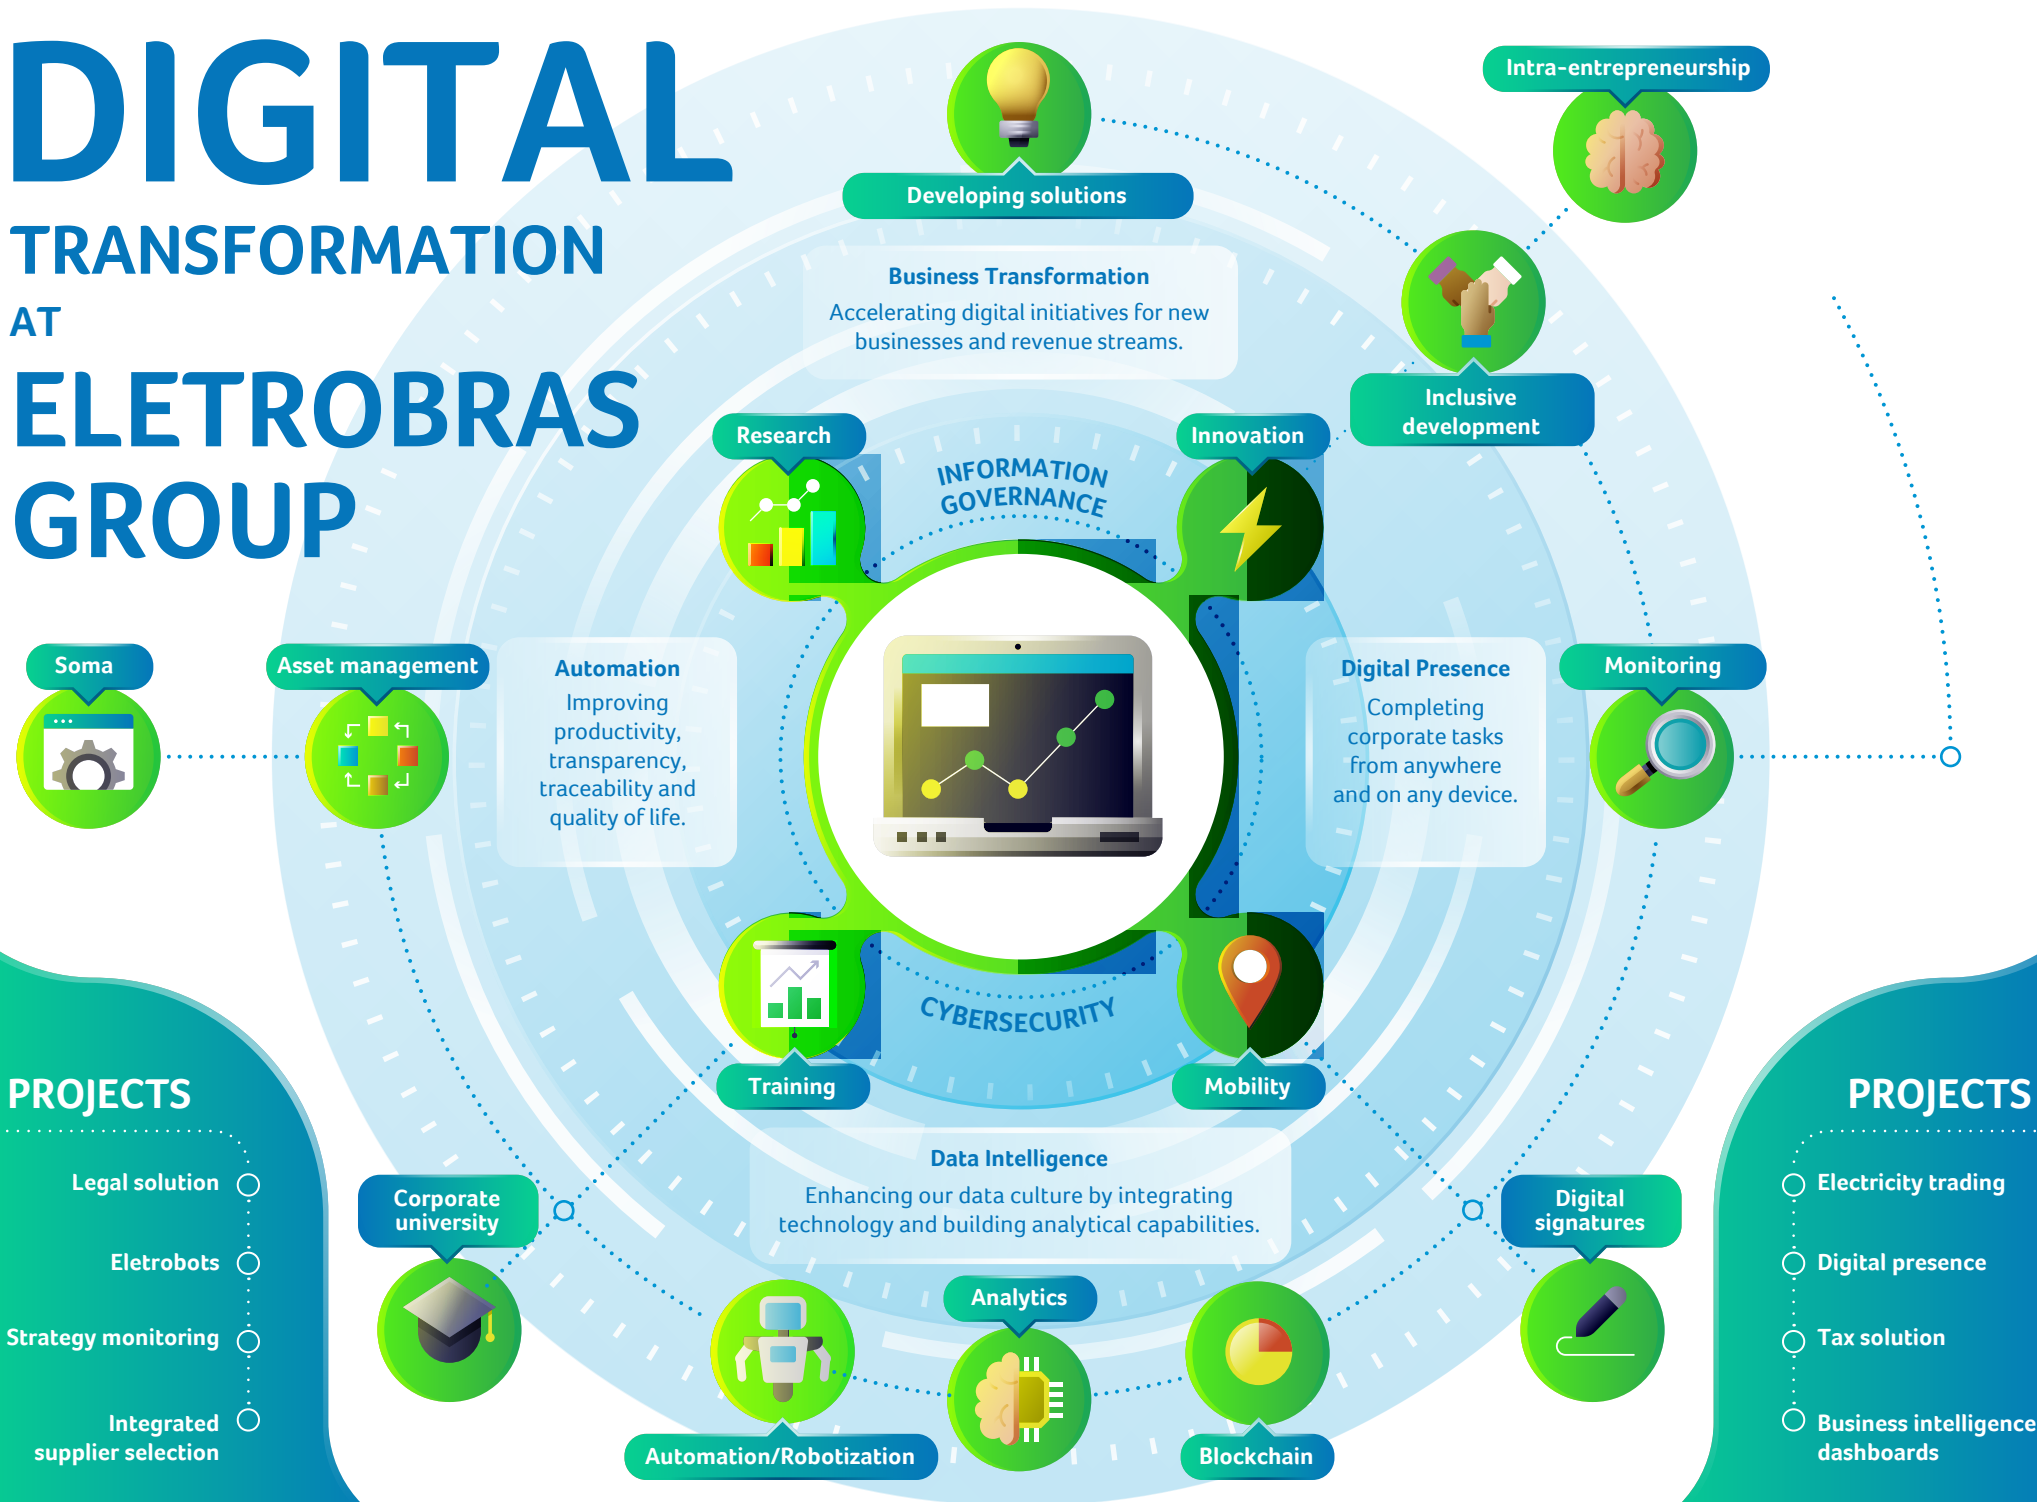 DIGITAL
TRANSFORMATION
AT
ELETROBRAS
GROUP
Developing solutions
Intra-entrepreneurship
Business Transformation
Accelerating digital initiatives for new
businesses and revenue streams.
Inclusive
development
Research
INFORMATION
GOVERNANCE
Innovation
Soma
Asset management
Automation
Improving
productivity,
transparency,
traceability and
quality of life.
Digital Presence
Completing
corporate tasks
from anywhere
and on any device.
Monitoring
CYBERSECURITY
Training
Mobility
Data Intelligence
Enhancing our data culture by integrating
technology and building analytical capabilities.
Corporate
university
Digital
signatures
Automation/Robotization
Analytics
Blockchain
PROJECTS
Legal solution
Eletrobots
Strategy monitoring
Integrated
supplier selection
PROJECTS
Electricity trading
Digital presence
Tax solution
Business intelligence
dashboards